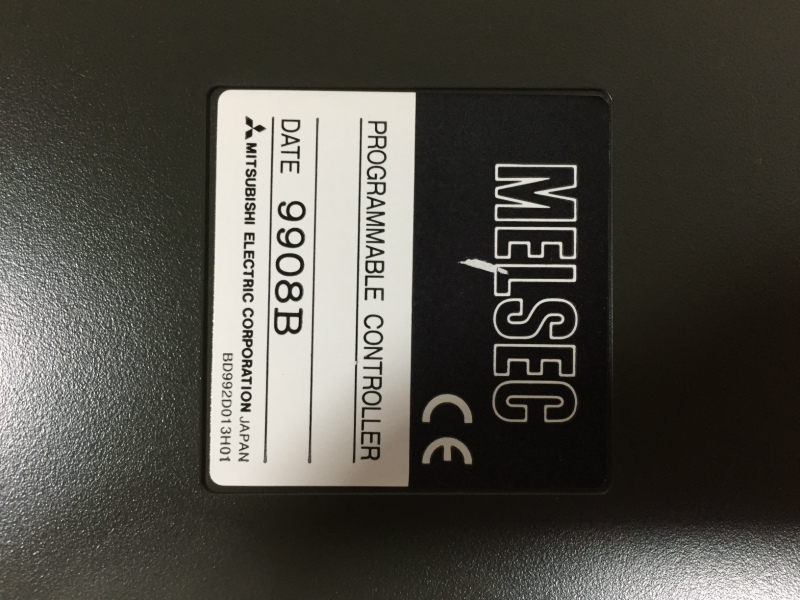 MELSEC
CE
PROGRAMMABLE CONTROLLER
DATE 9908B
MITSUBISHI ELECTRIC CORPORATION JAPAN
BD992D013H01